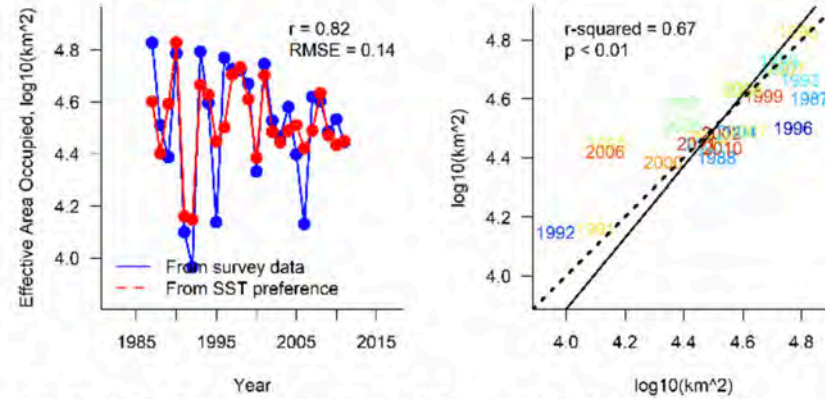 r = 0.82
RMSE = 0.14
Effective Area Occupied, log10(km^2)
4.8
4.6
4.4
4.2
4.0
From survey data
From SST preference
1985
1995
2005
2015
Year
r-squared = 0.67
p < 0.01
log10(km^2)
4.8
4.6
4.4
4.2
4.0
1999
1987
1996
2002
2010
1988
2006
1992
1991
4.0
4.2
4.4
4.6
4.8
log10(km^2)